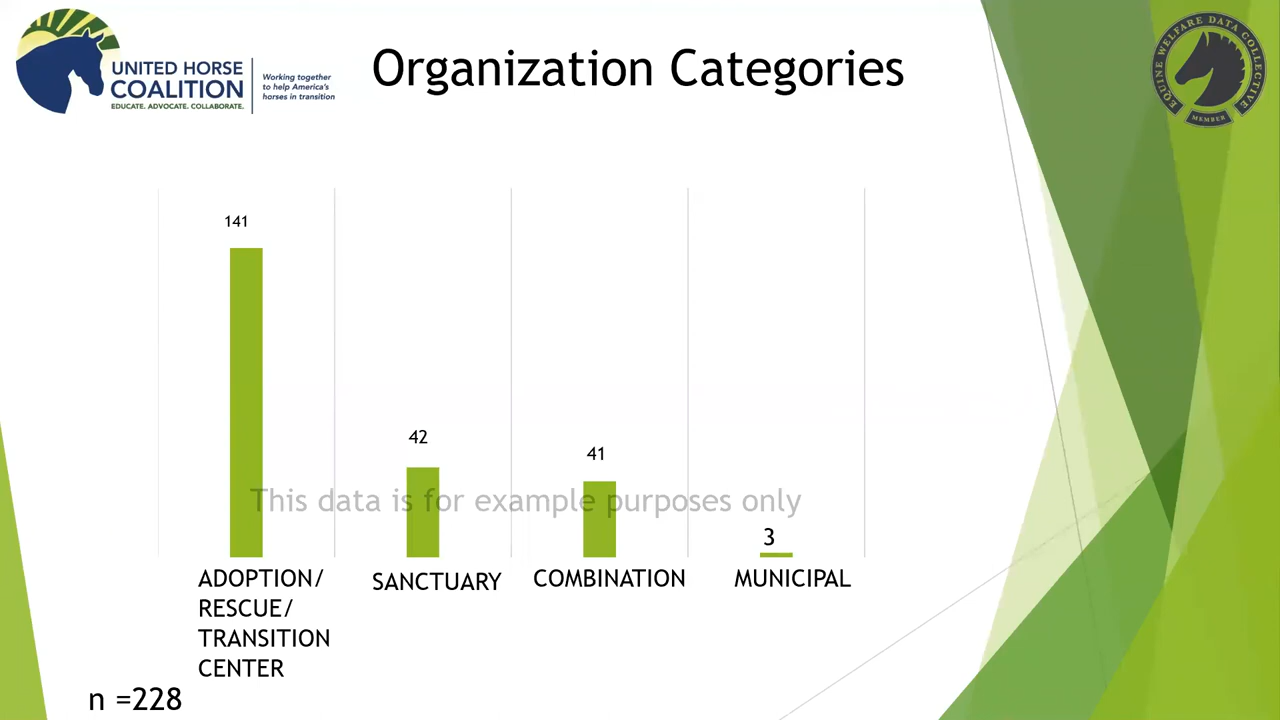 UNITED HORSE
COALITION
EDUCATE. ADVOCATE. COLLABORATE.
Working together
to help America's
horses in transition
Organization Categories
EQUINE WELFARE DATA COLLECTIVE
MEMBER
141
42
41
3
This data is for example purposes only
ADOPTION/
RESCUE/
TRANSITION
CENTER
SANCTUARY
COMBINATION
MUNICIPAL
n =228